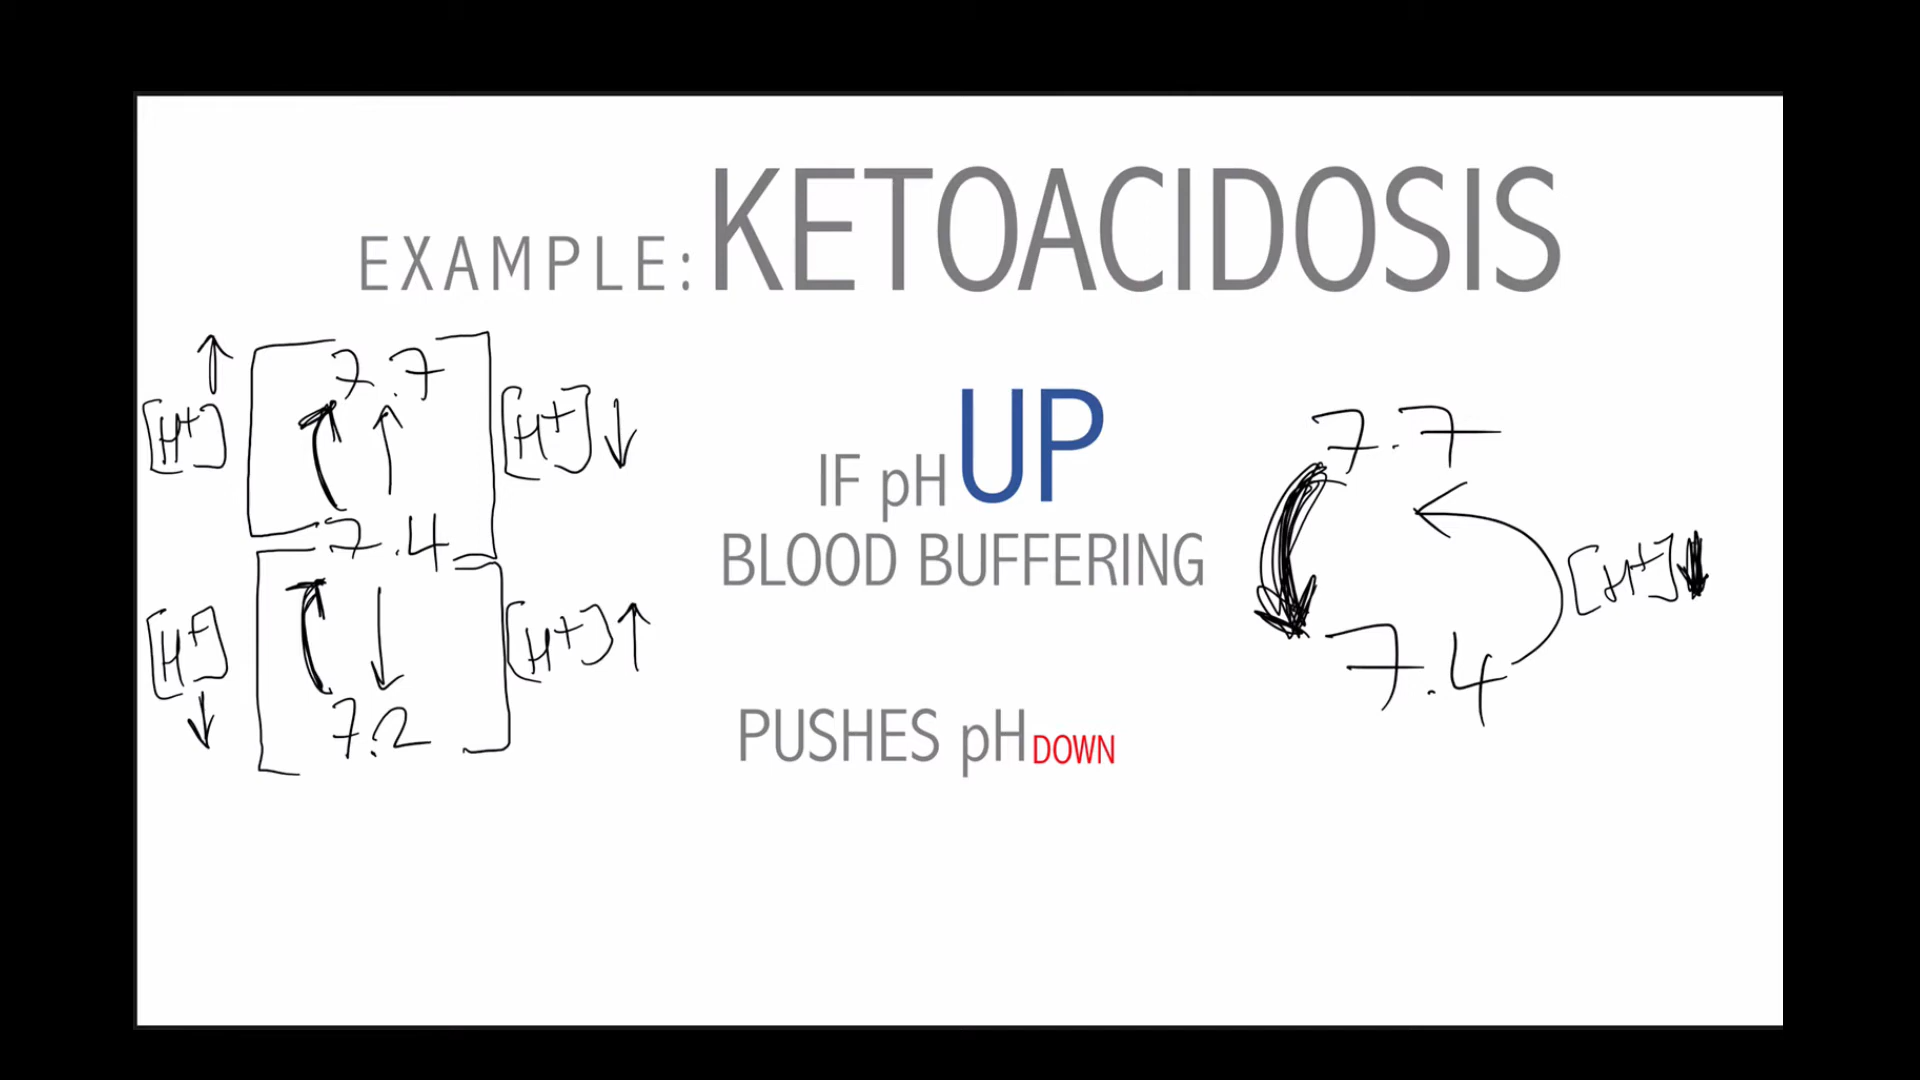 EXAMPLE: KETOACIDOSIS
7.7
[H+]
[H+]
7.4
[H+]
[H+]
7.2
IF pH UP
BLOOD BUFFERING
PUSHES pH DOWN
7.7
[H+]
7.4